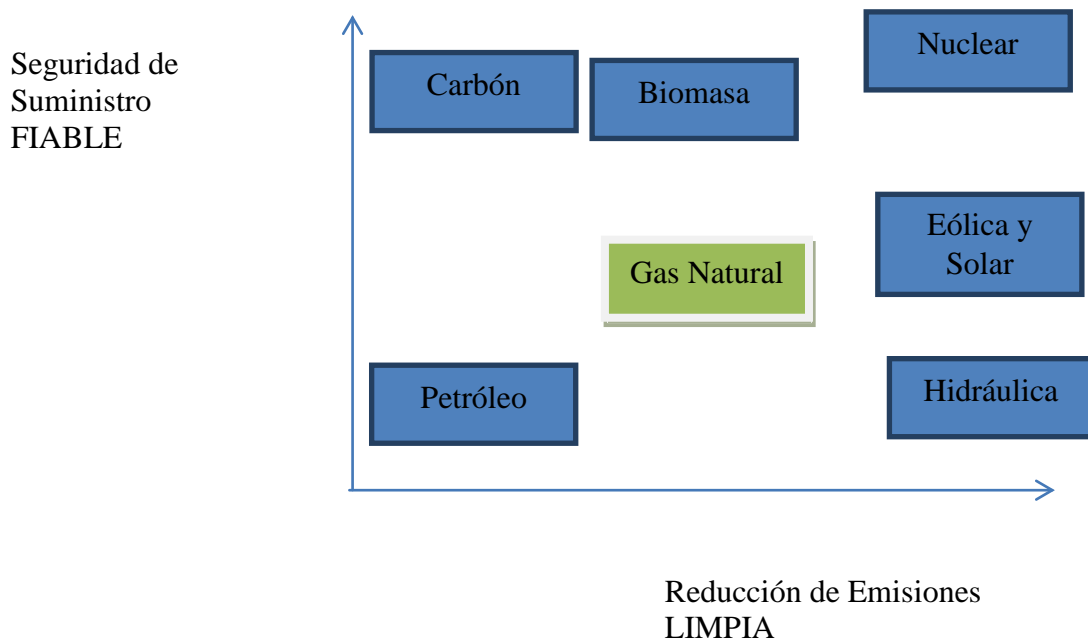 Seguridad de
Suministro
FIABLE
Carbón
Biomasa
Nuclear
Eólica y
Solar
Gas Natural
Petróleo
Hidráulica
Reducción de Emisiones
LIMPIA